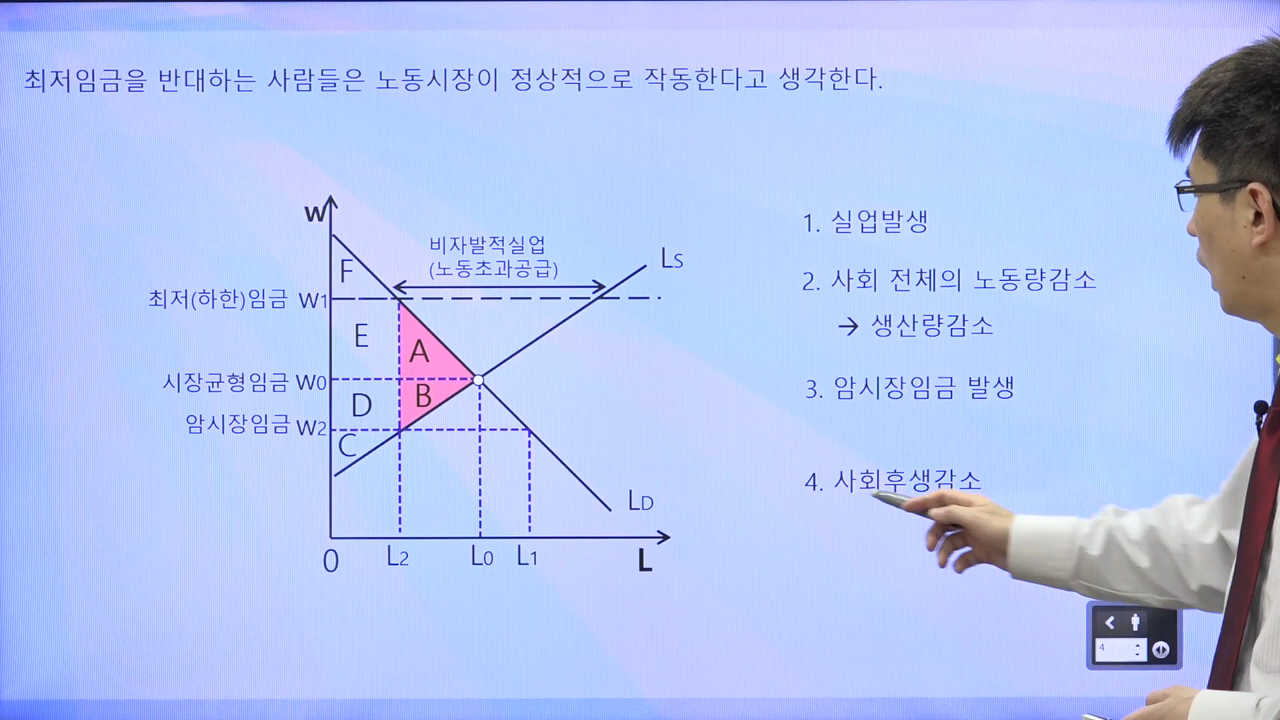 최저임금을 반대하는 사람들은 노동시장이 정상적으로 작동한다고 생각한다.
w
비자발적실업
(노동초과공급)
LS
F
최저(하한)임금 W1
E
A
시장균형임금 W0
D
B
암시장임금 W2
C
LD
0
L2
L0
L1
L
1. 실업발생
2. 사회 전체의 노동량감소
→ 생산량감소
3. 암시장임금 발생
4. 사회후생감소
4